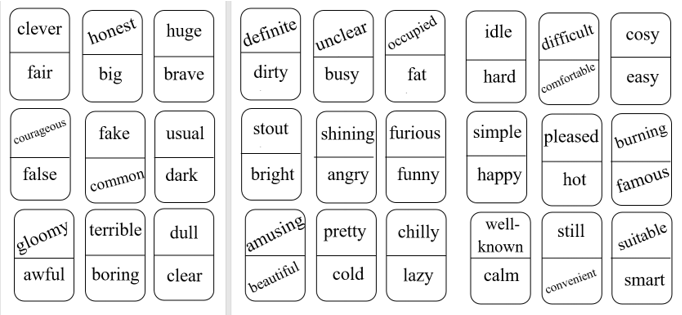 clever
fair
honest
big
huge
brave
definite
dirty
unclear
busy
occupied
fat
idle
hard
difficult
comfortable
cosy
easy
courageous
false
fake
common
usual
dark
stout
bright
shining
angry
furious
funny
simple
happy
pleased
hot
burning
famous
gloomy
awful
terrible
boring
dull
clear
amusing
beautiful
pretty
cold
chilly
lazy
well-
known
calm
still
convenient
suitable
smart